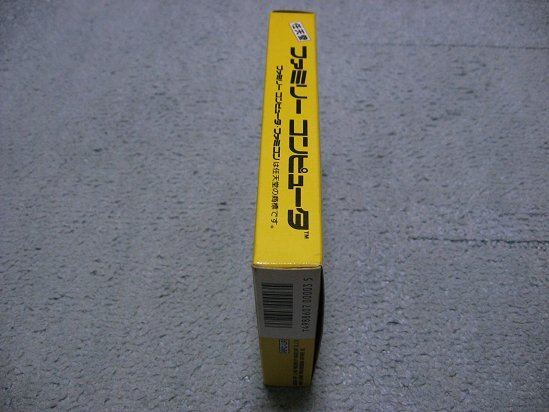 任天堂
ファミリー コンピュータ™
ファミリー コンピュータ・ファミコンは任天堂の商標です。